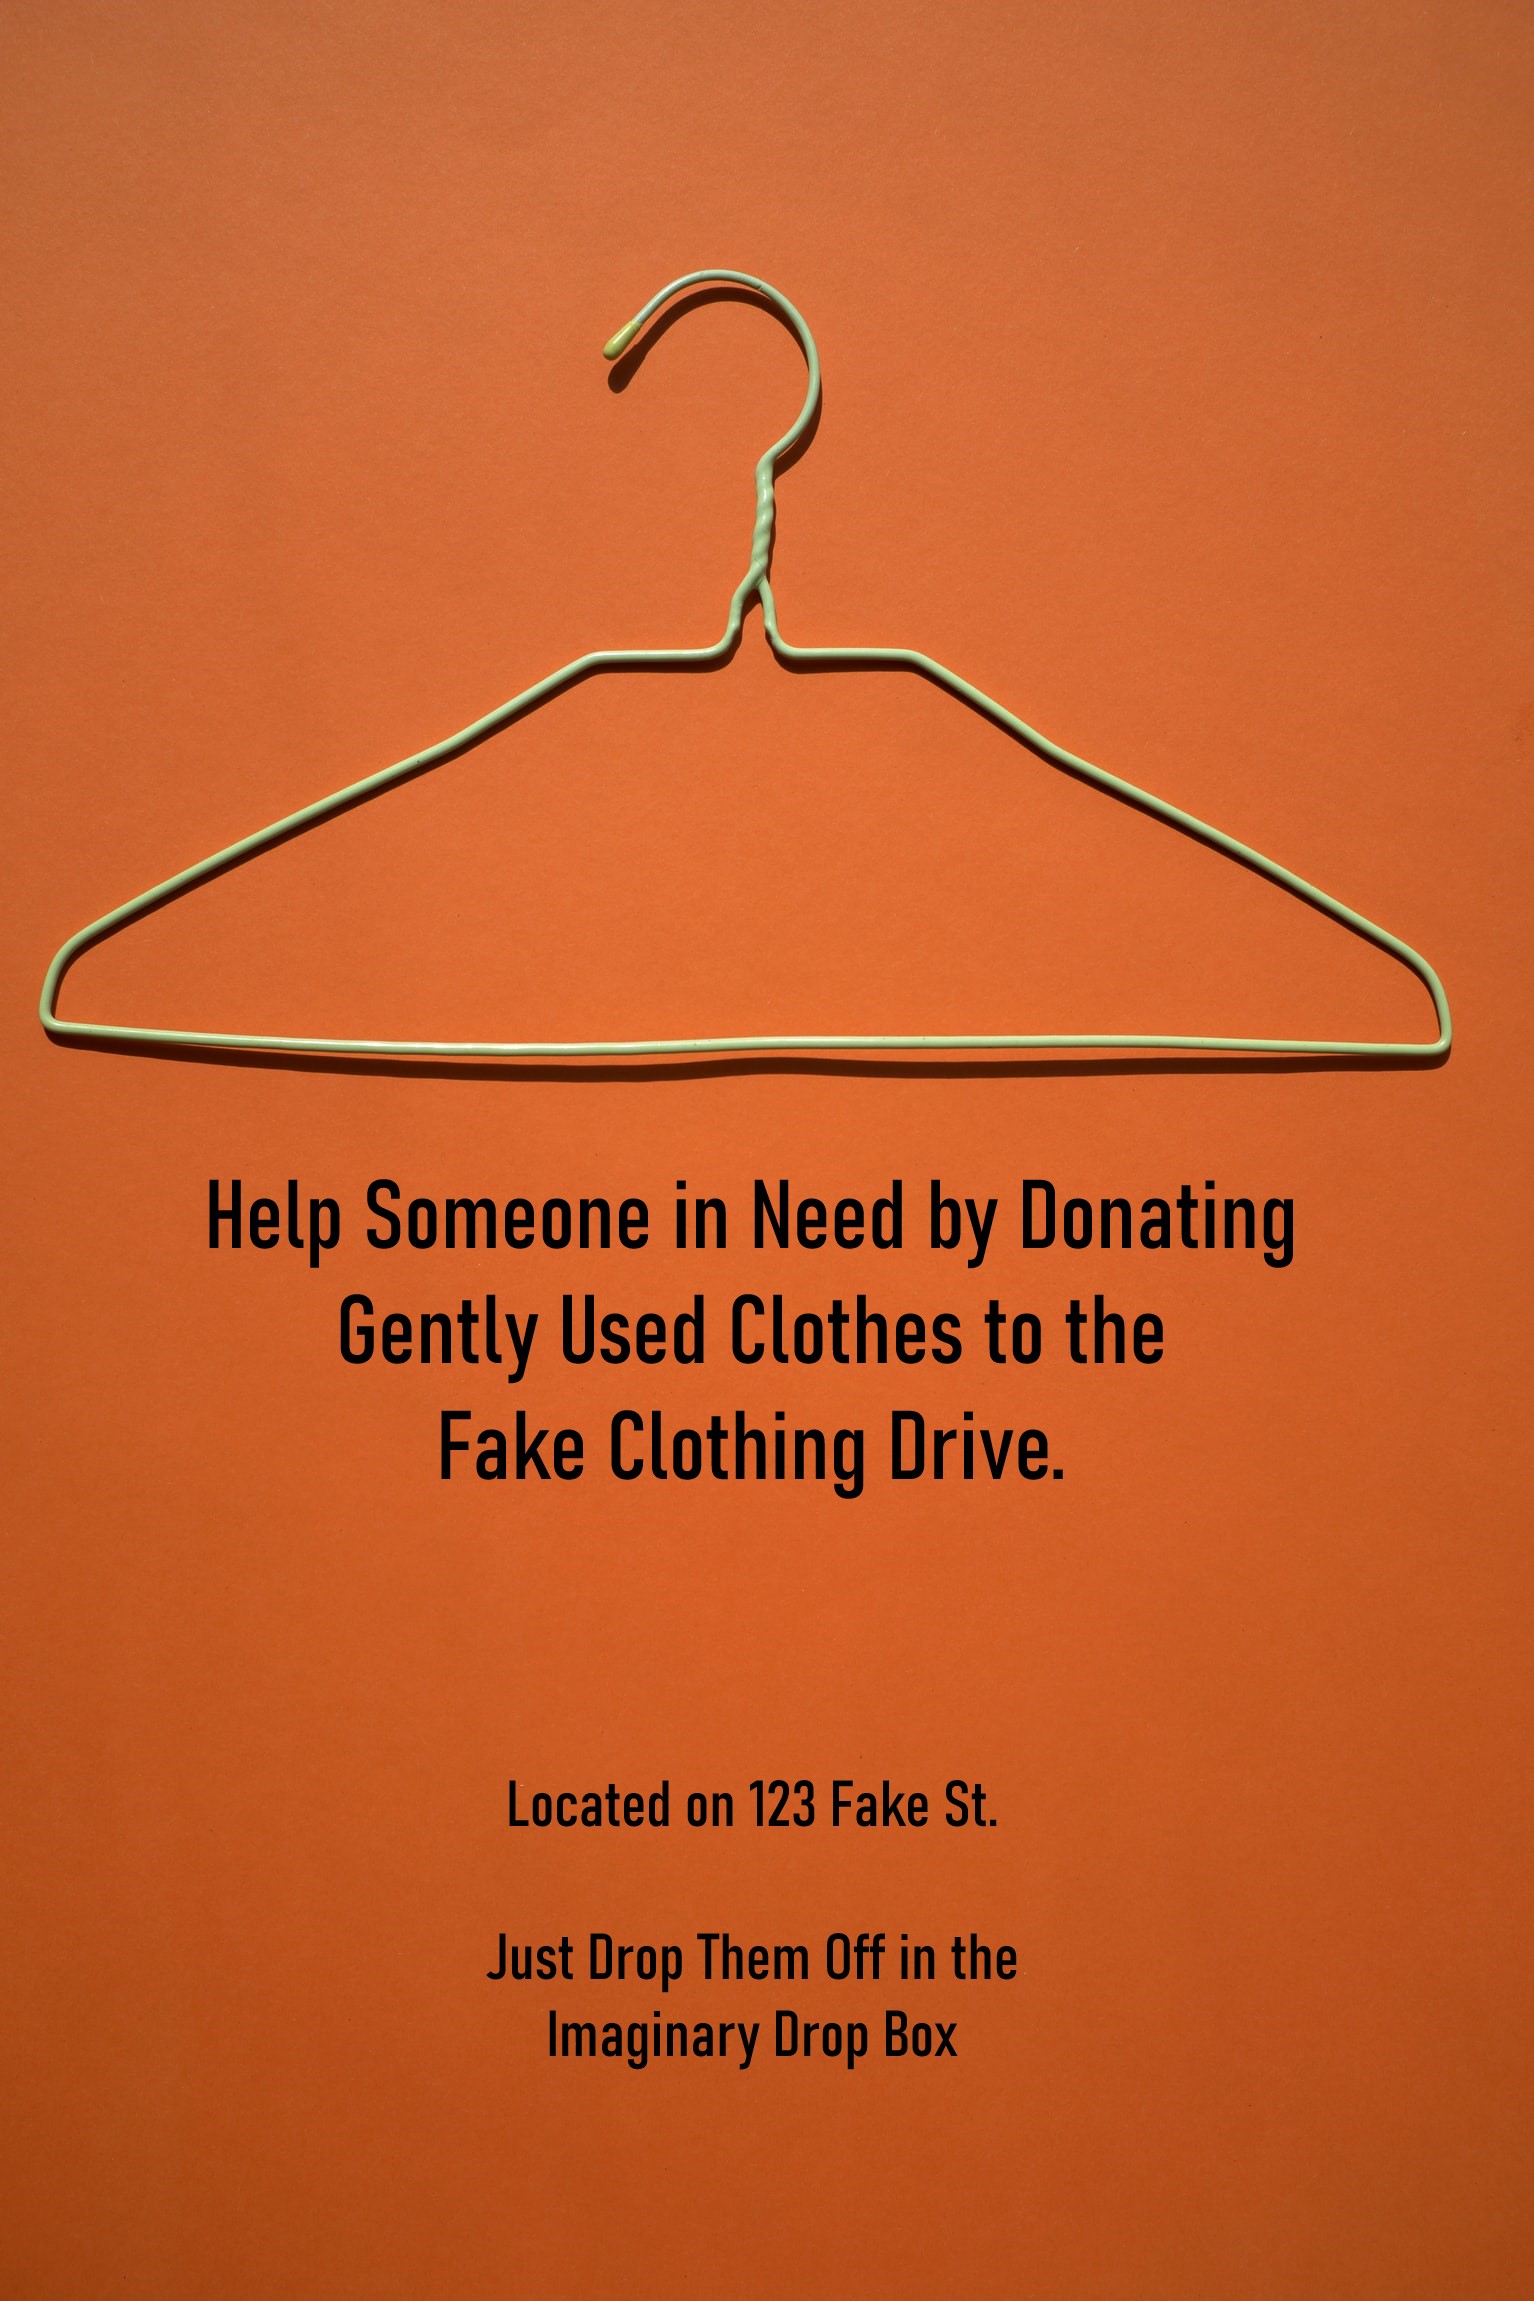 Help Someone in Need by Donating
Gently Used Clothes to the
Fake Clothing Drive.
Located on 123 Fake St.
Just Drop Them Off in the
Imaginary Drop Box